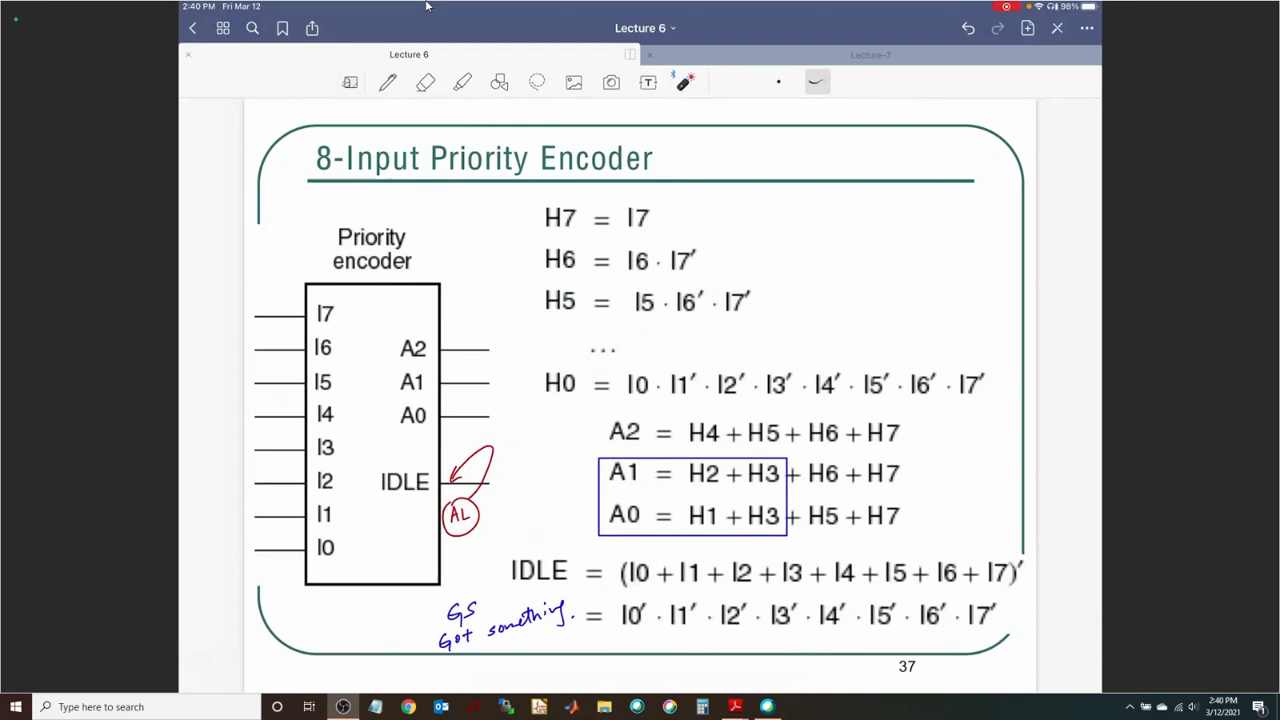 2:40 PM Fri Mar 12
98%
Lecture 6
Lecture 6
Lecture-7
8-Input Priority Encoder
Priority
encoder
I7
I6
I5
I4
I3
I2
I1
I0
A2
A1
A0
IDLE
AL
H7 = I7
H6 = I6 · I7′
H5 = I5 · I6′ · I7′
...
H0 = I0 · I1′ · I2′ · I3′ · I4′ · I5′ · I6′ · I7′
A2 = H4 + H5 + H6 + H7
A1 = H2 + H3 + H6 + H7
A0 = H1 + H3 + H5 + H7
IDLE = (I0 + I1 + I2 + I3 + I4 + I5 + I6 + I7)′
= I0′ · I1′ · I2′ · I3′ · I4′ · I5′ · I6′ · I7′
GS
Got something.
37
Type here to search
2:40 PM
3/12/2021